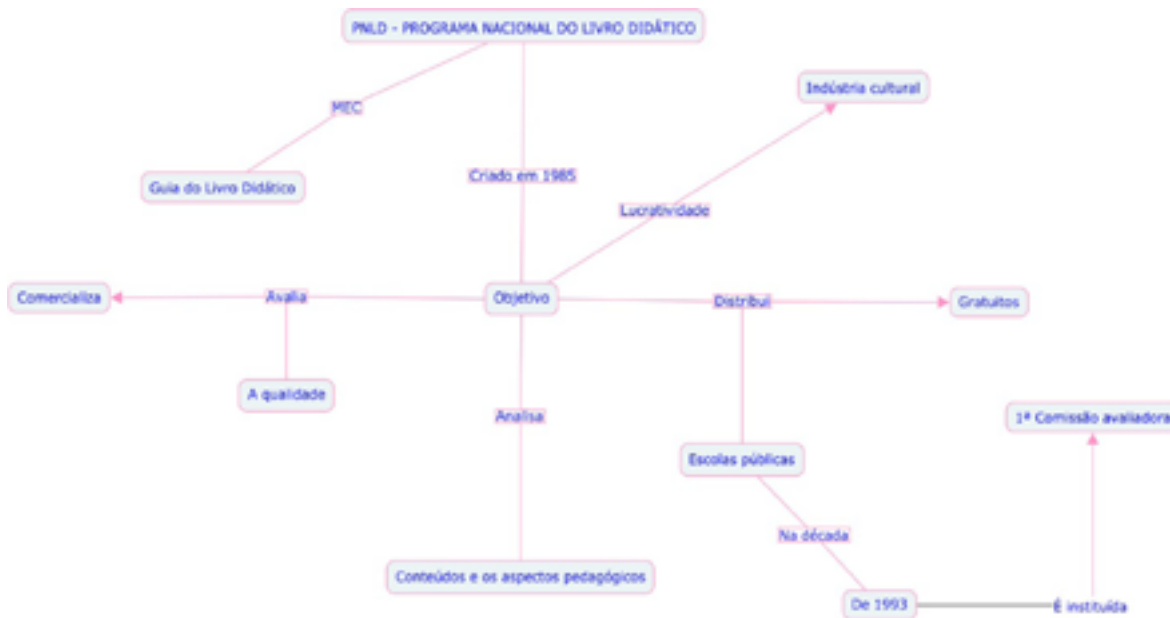 PNLD - PROGRAMA NACIONAL DO LIVRO DIDÁTICO
Indústria cultural
MEC
Guia do Livro Didático
Criado em 1985
Lucratividade
Comercializa
Avalia
Objetivo
Distribui
Gratuitos
A qualidade
Analisa
1ª Comissão avaliadora
Escolas públicas
Na década
Conteúdos e os aspectos pedagógicos
De 1993
É instituída